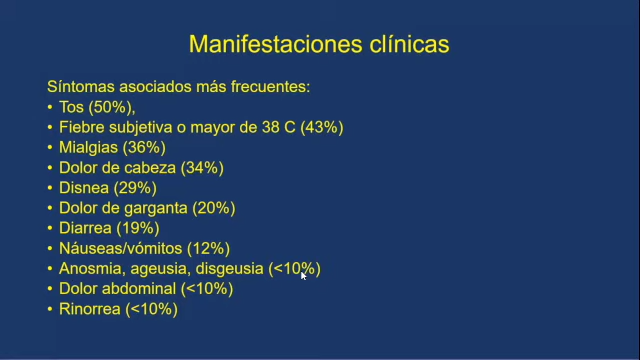 Manifestaciones clínicas
Síntomas asociados más frecuentes:
• Tos (50%),
• Fiebre subjetiva o mayor de 38 C (43%)
• Mialgias (36%)
• Dolor de cabeza (34%)
• Disnea (29%)
• Dolor de garganta (20%)
• Diarrea (19%)
• Náuseas/vómitos (12%)
• Anosmia, ageusia, disgeusia (<10%)
• Dolor abdominal (<10%)
• Rinorrea (<10%)